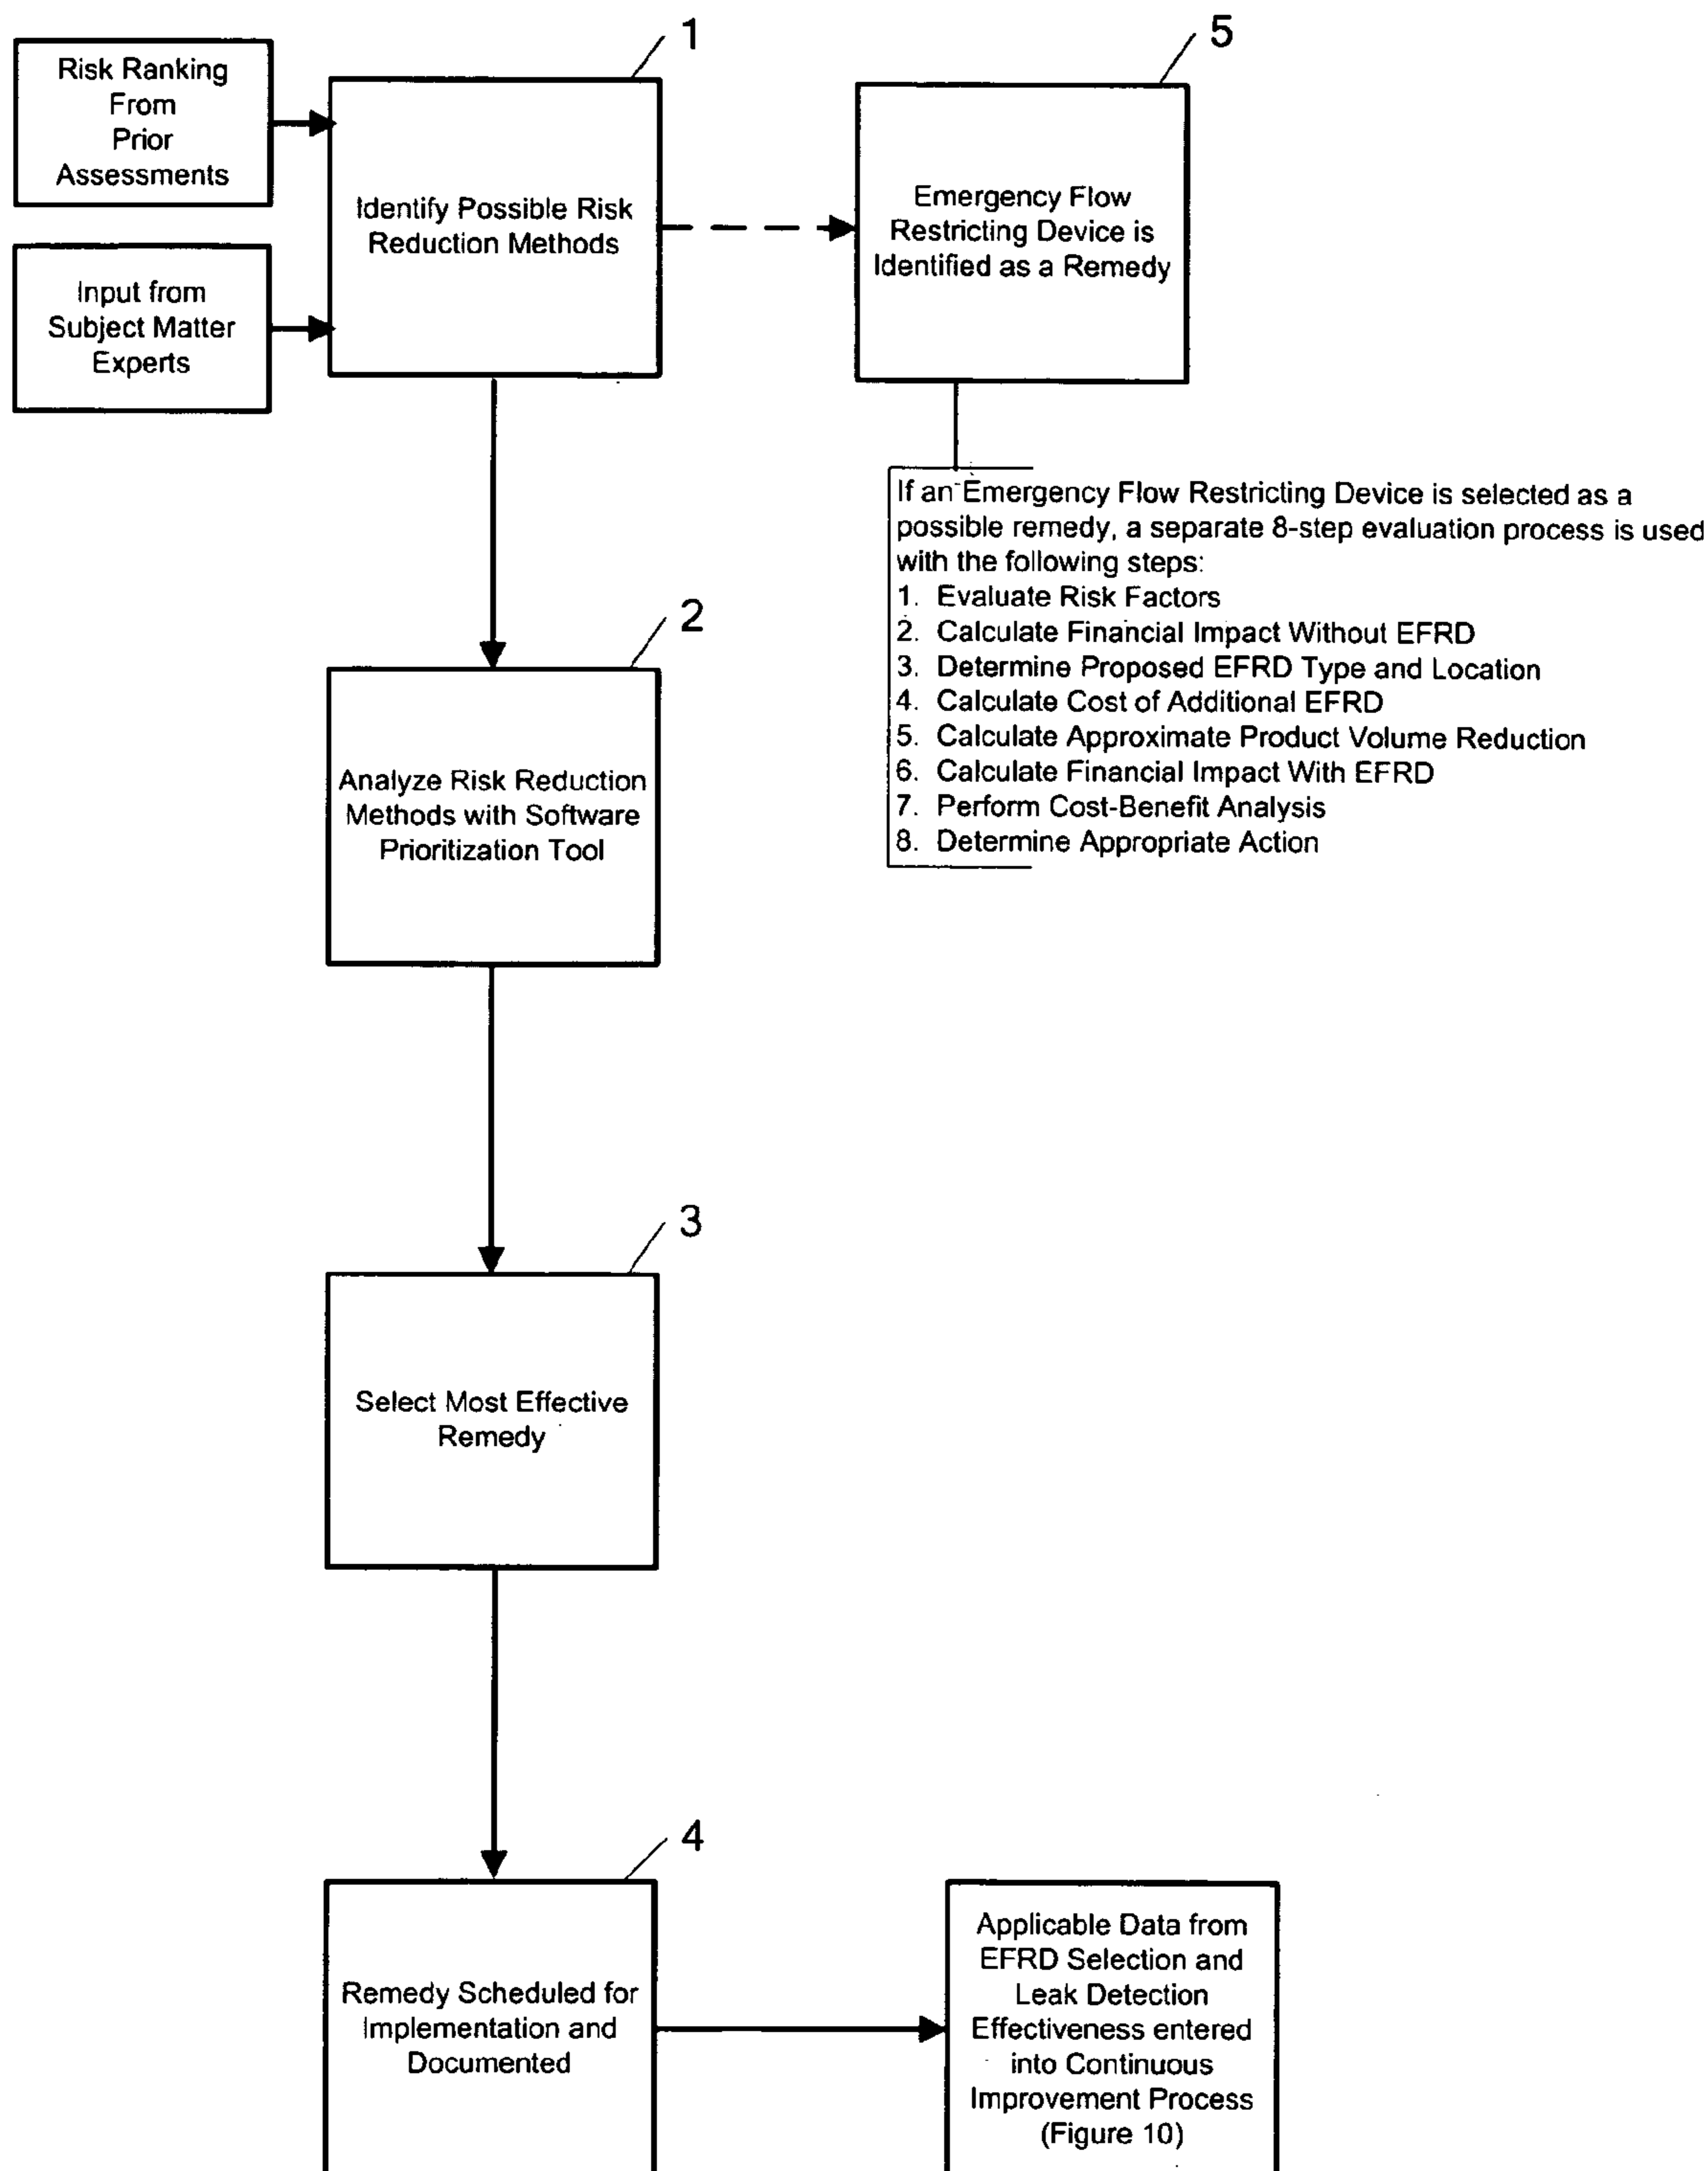 1
5
Risk Ranking
From
Prior
Assessments
Identify Possible Risk
Reduction Methods
Emergency Flow
Restricting Device is
Identified as a Remedy
Input from
Subject Matter
Experts
If an Emergency Flow Restricting Device is selected as a
possible remedy, a separate 8-step evaluation process is used
with the following steps:
1. Evaluate Risk Factors
2. Calculate Financial Impact Without EFRD
3. Determine Proposed EFRD Type and Location
4. Calculate Cost of Additional EFRD
5. Calculate Approximate Product Volume Reduction
6. Calculate Financial Impact With EFRD
7. Perform Cost-Benefit Analysis
8. Determine Appropriate Action
2
Analyze Risk Reduction
Methods with Software
Prioritization Tool
3
Select Most Effective
Remedy
4
Remedy Scheduled for
Implementation and
Documented
Applicable Data from
EFRD Selection and
Leak Detection
Effectiveness entered
into Continuous
Improvement Process
(Figure 10)